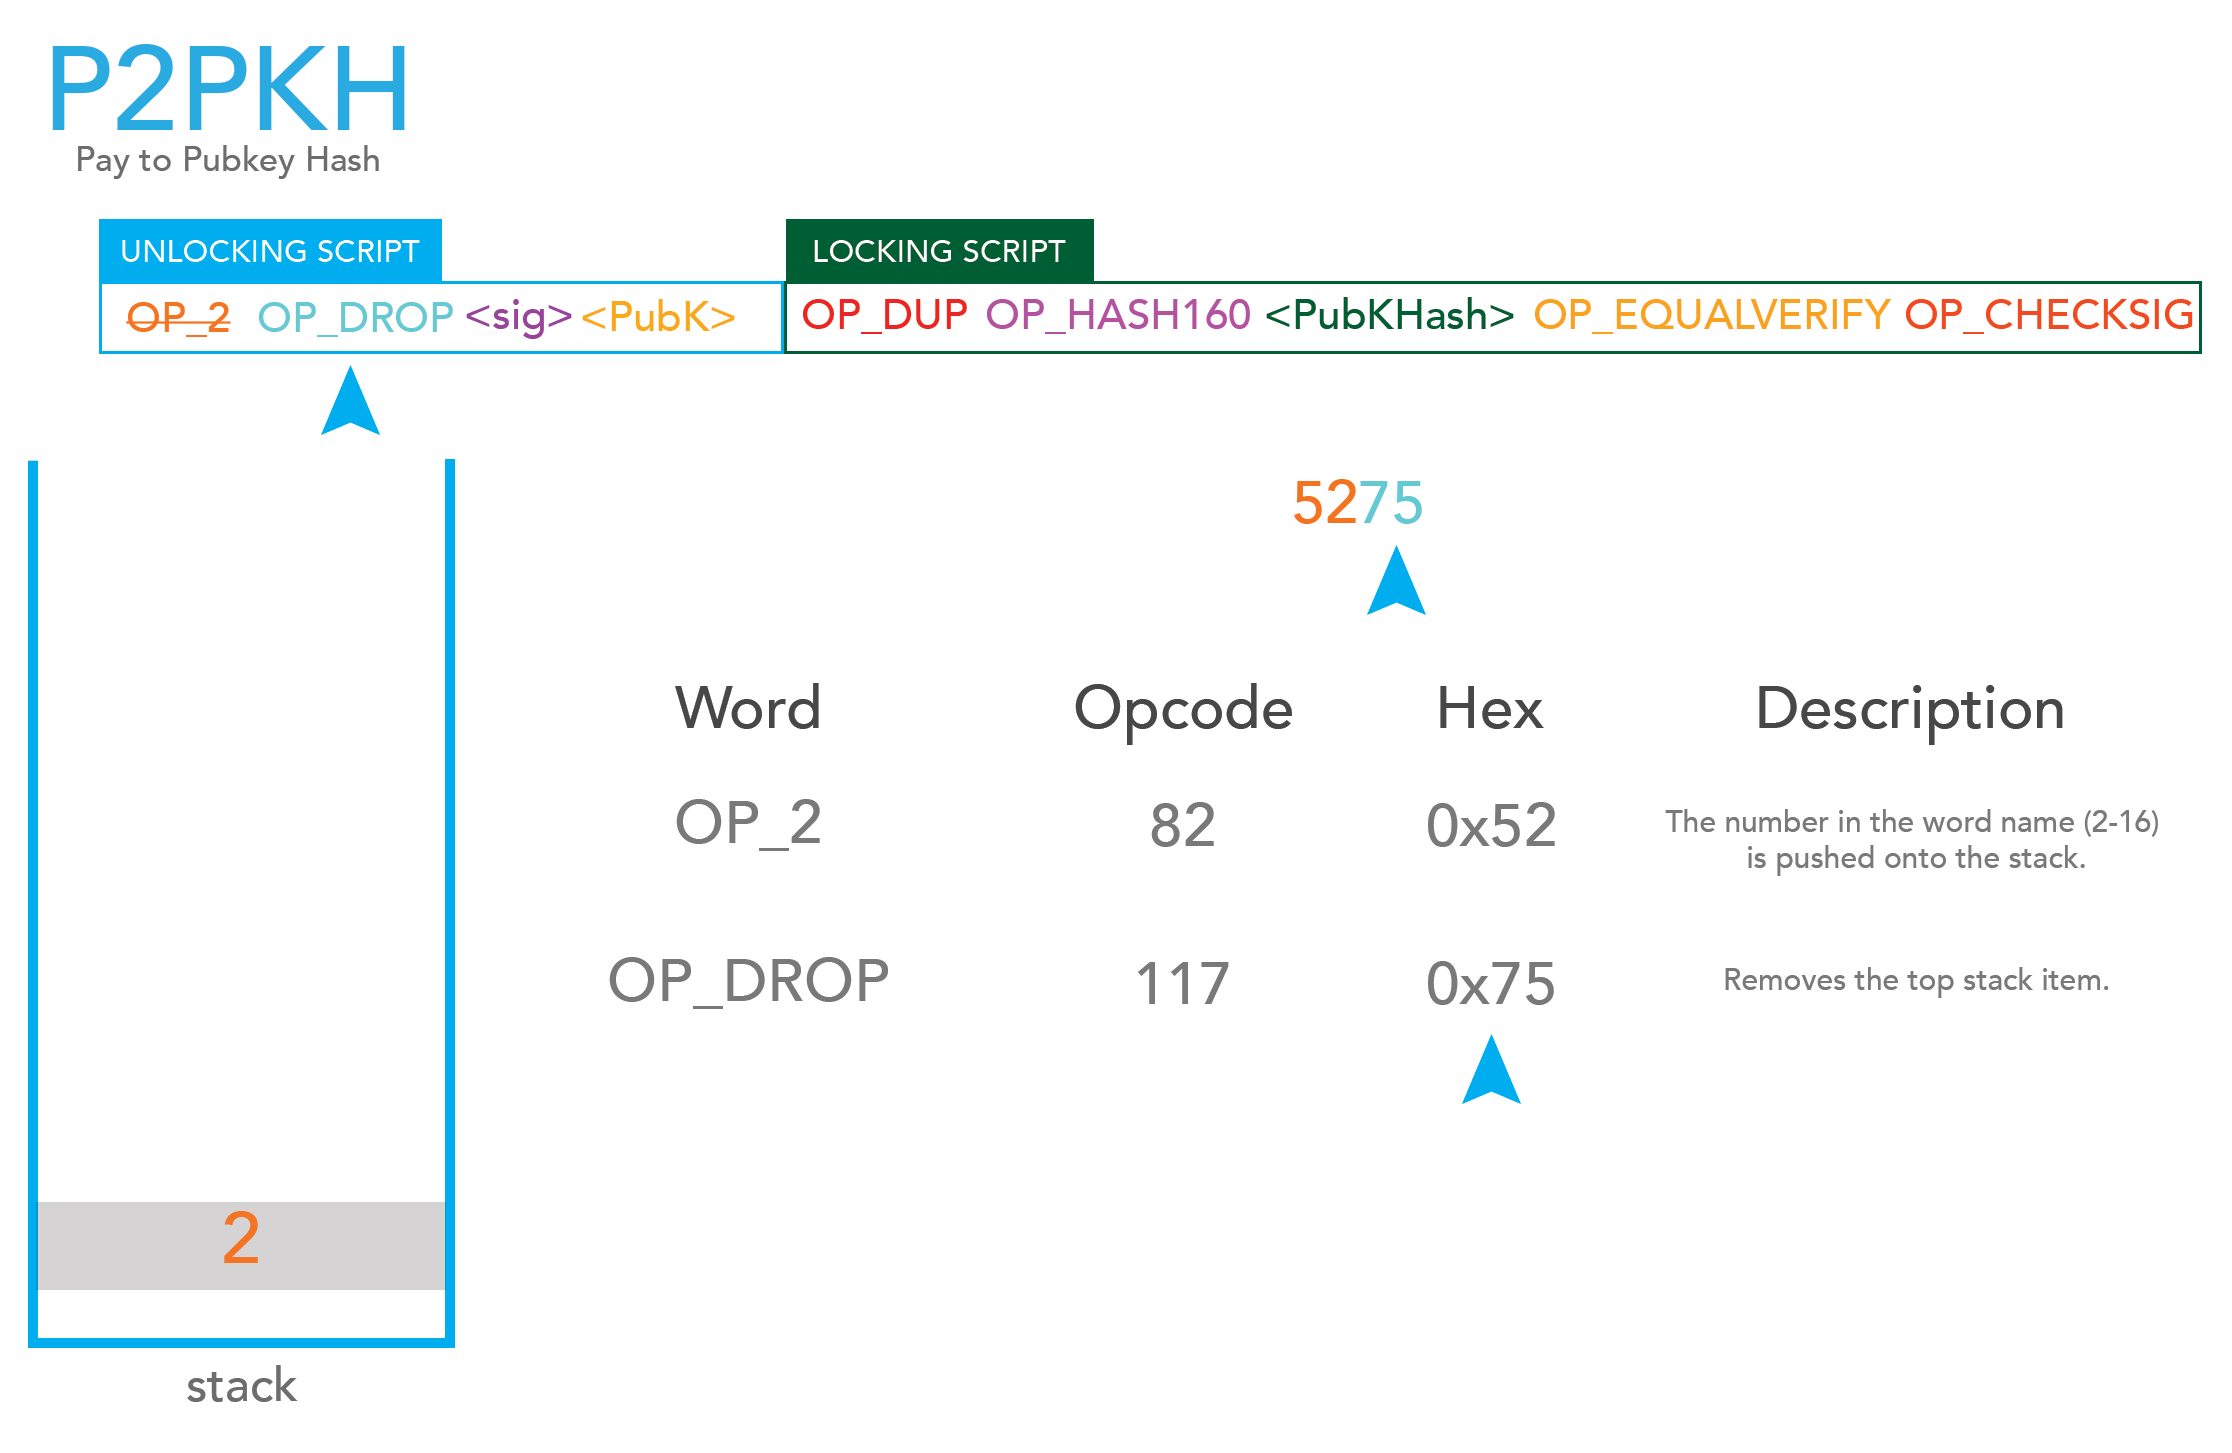 P2PKH
Pay to Pubkey Hash
UNLOCKING SCRIPT LOCKING SCRIPT
OP_2 OP_DROP <sig> <PubK> OP_DUP OP_HASH160 <PubKHash> OP_EQUALVERIFY OP_CHECKSIG
5275
Word Opcode Hex Description
OP_2 82 0x52 The number in the word name (2-16)
is pushed onto the stack.
OP_DROP 117 0x75 Removes the top stack item.
2
stack